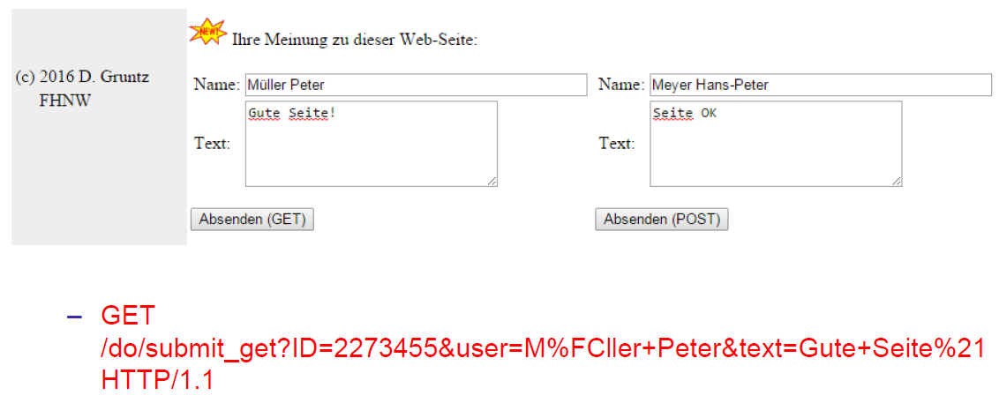 NEW! Ihre Meinung zu dieser Web-Seite:
(c) 2016 D. Gruntz
FHNW
Name: Müller Peter Name: Meyer Hans-Peter
Text: Gute Seite! Text: Seite OK
Absenden (GET) Absenden (POST)
– GET
/do/submit_get?ID=2273455&user=M%FCller+Peter&text=Gute+Seite%21
HTTP/1.1